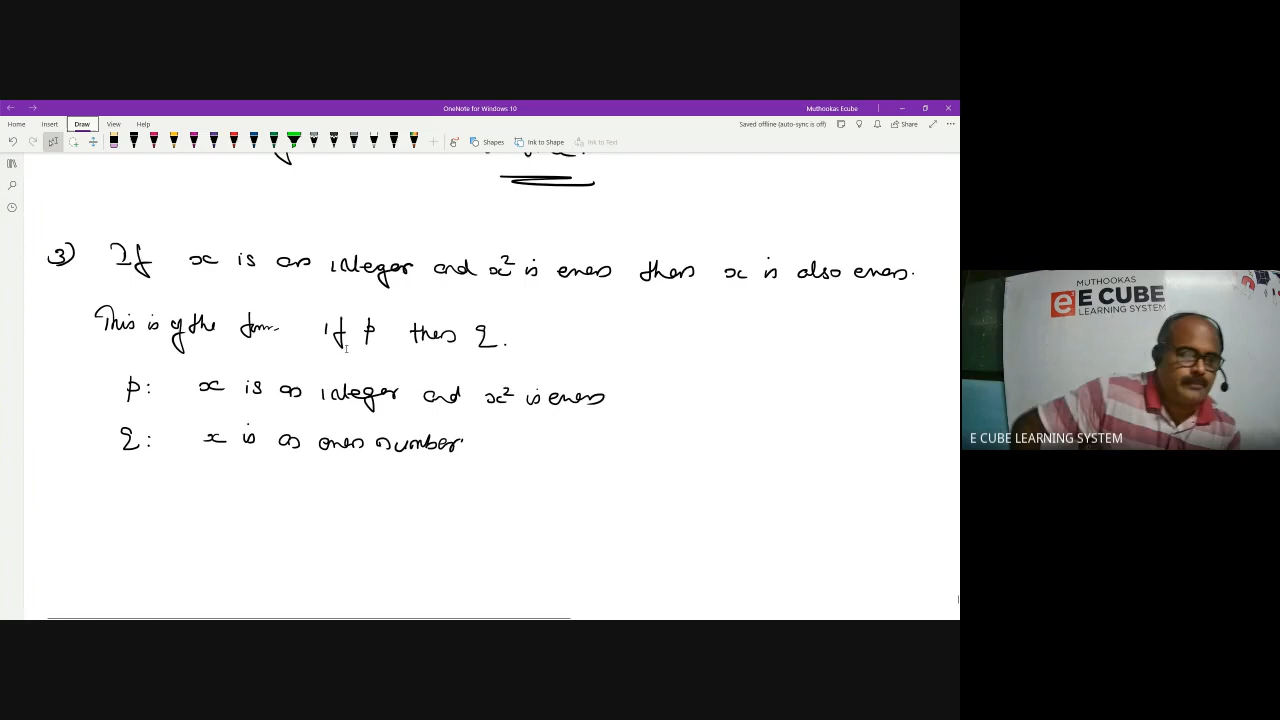 OneNote for Windows 10
Muthookas Ecube
Home Insert Draw View Help
Saved offline (auto-sync is off)
Share
Shapes
Ink to Shape
Ink to Text
3) If x is an integer and x² is even then x is also even.
This is of the form. If p then q.
p: x is an integer and x² is even
q: x is an even number
MUTHOOKAS
e³ E CUBE
LEARNING SYSTEM
E CUBE LEARNING SYSTEM